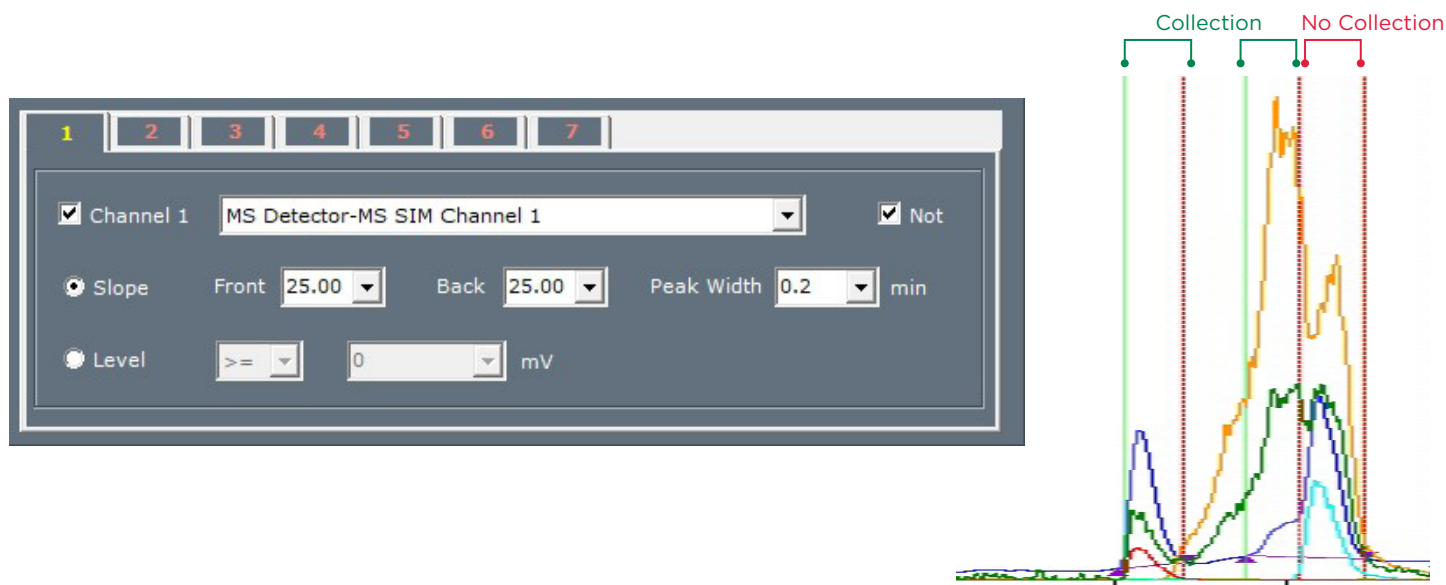 Collection No Collection
1 2 3 4 5 6 7
Channel 1 MS Detector-MS SIM Channel 1 Not
Slope Front 25.00 Back 25.00 Peak Width 0.2 min
Level >= 0 mV